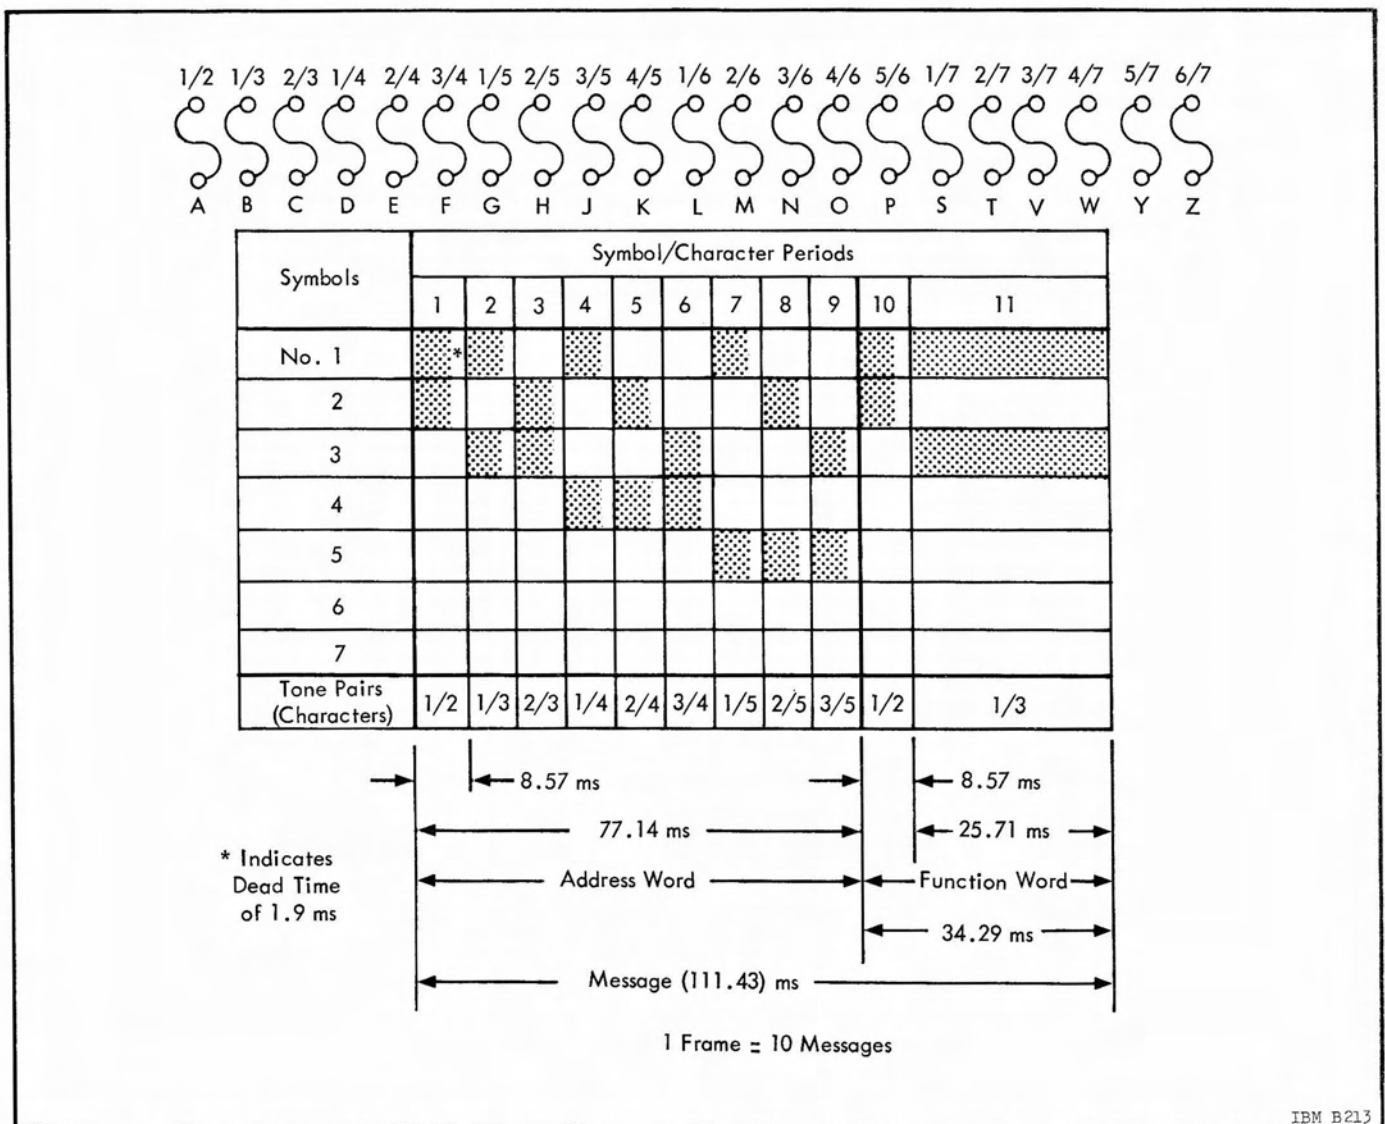 1/2 1/3 2/3 1/4 2/4 3/4 1/5 2/5 3/5 4/5 1/6 2/6 3/6 4/6 5/6 1/7 2/7 3/7 4/7 5/7 6/7
A B C D E F G H J K L M N O P S T V W Y Z
Symbols
Symbol/Character Periods
1 2 3 4 5 6 7 8 9 10 11
No. 1 *
2
3
4
5
6
7
Tone Pairs
(Characters)
1/2 1/3 2/3 1/4 2/4 3/4 1/5 2/5 3/5 1/2 1/3
8.57 ms 8.57 ms
77.14 ms 25.71 ms
* Indicates
Dead Time
of 1.9 ms
Address Word Function Word
34.29 ms
Message (111.43) ms
1 Frame = 10 Messages
IBM B213